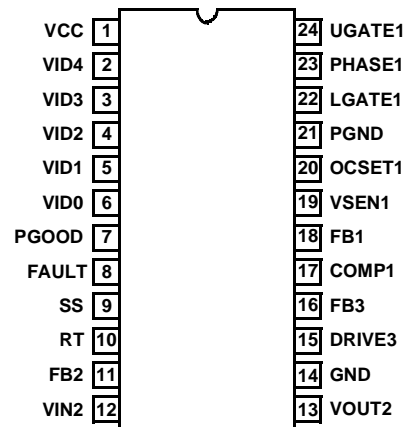 VCC 1 24 UGATE1
VID4 2 23 PHASE1
VID3 3 22 LGATE1
VID2 4 21 PGND
VID1 5 20 OCSET1
VID0 6 19 VSEN1
PGOOD 7 18 FB1
FAULT 8 17 COMP1
SS 9 16 FB3
RT 10 15 DRIVE3
FB2 11 14 GND
VIN2 12 13 VOUT2